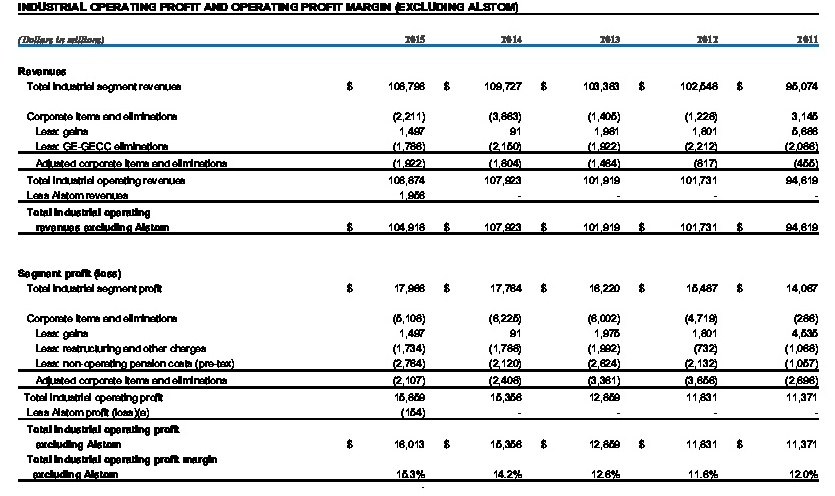 INDUSTRIAL OPERATING PROFIT AND OPERATING PROFIT MARGIN (EXCLUDING ALSTOM)
(Dollars in millions) 2015 2014 2013 2012 2011
Revenues
Total industrial segment revenues $ 108,796 $ 109,727 $ 103,383 $ 102,548 $ 95,074
Corporate items and eliminations (2,211) (3,863) (1,405) (1,228) 3,145
Less: gains 1,497 91 1,981 1,801 5,686
Less: GE-GECC eliminations (1,786) (2,150) (1,922) (2,212) (2,086)
Adjusted corporate items and eliminations (1,922) (1,804) (1,464) (817) (455)
Total industrial operating revenues 106,874 107,923 101,919 101,731 94,619
Less Alstom revenues 1,956 - - - -
Total industrial operating
revenues excluding Alstom $ 104,918 $ 107,923 $ 101,919 $ 101,731 $ 94,619
Segment profit (loss)
Total industrial segment profit $ 17,966 $ 17,764 $ 16,220 $ 15,487 $ 14,067
Corporate items and eliminations (5,108) (6,225) (6,002) (4,719) (286)
Less: gains 1,497 91 1,975 1,801 4,535
Less: restructuring and other charges (1,734) (1,788) (1,992) (732) (1,068)
Less: non-operating pension costs (pre-tax) (2,764) (2,120) (2,624) (2,132) (1,057)
Adjusted corporate items and eliminations (2,107) (2,408) (3,361) (3,656) (2,696)
Total industrial operating profit 15,859 15,356 12,859 11,831 11,371
Less Alstom profit (loss)(a) (154) - - - -
Total industrial operating profit
excluding Alstom $ 16,013 $ 15,356 $ 12,859 $ 11,831 $ 11,371
Total industrial operating profit margin
excluding Alstom 15.3% 14.2% 12.6% 11.6% 12.0%